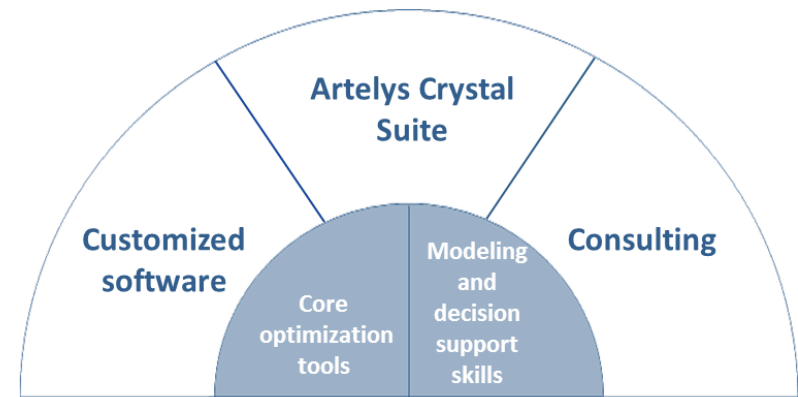 Artelys Crystal
Suite
Customized
software
Consulting
Core
optimization
tools
Modeling
and
decision
support
skills